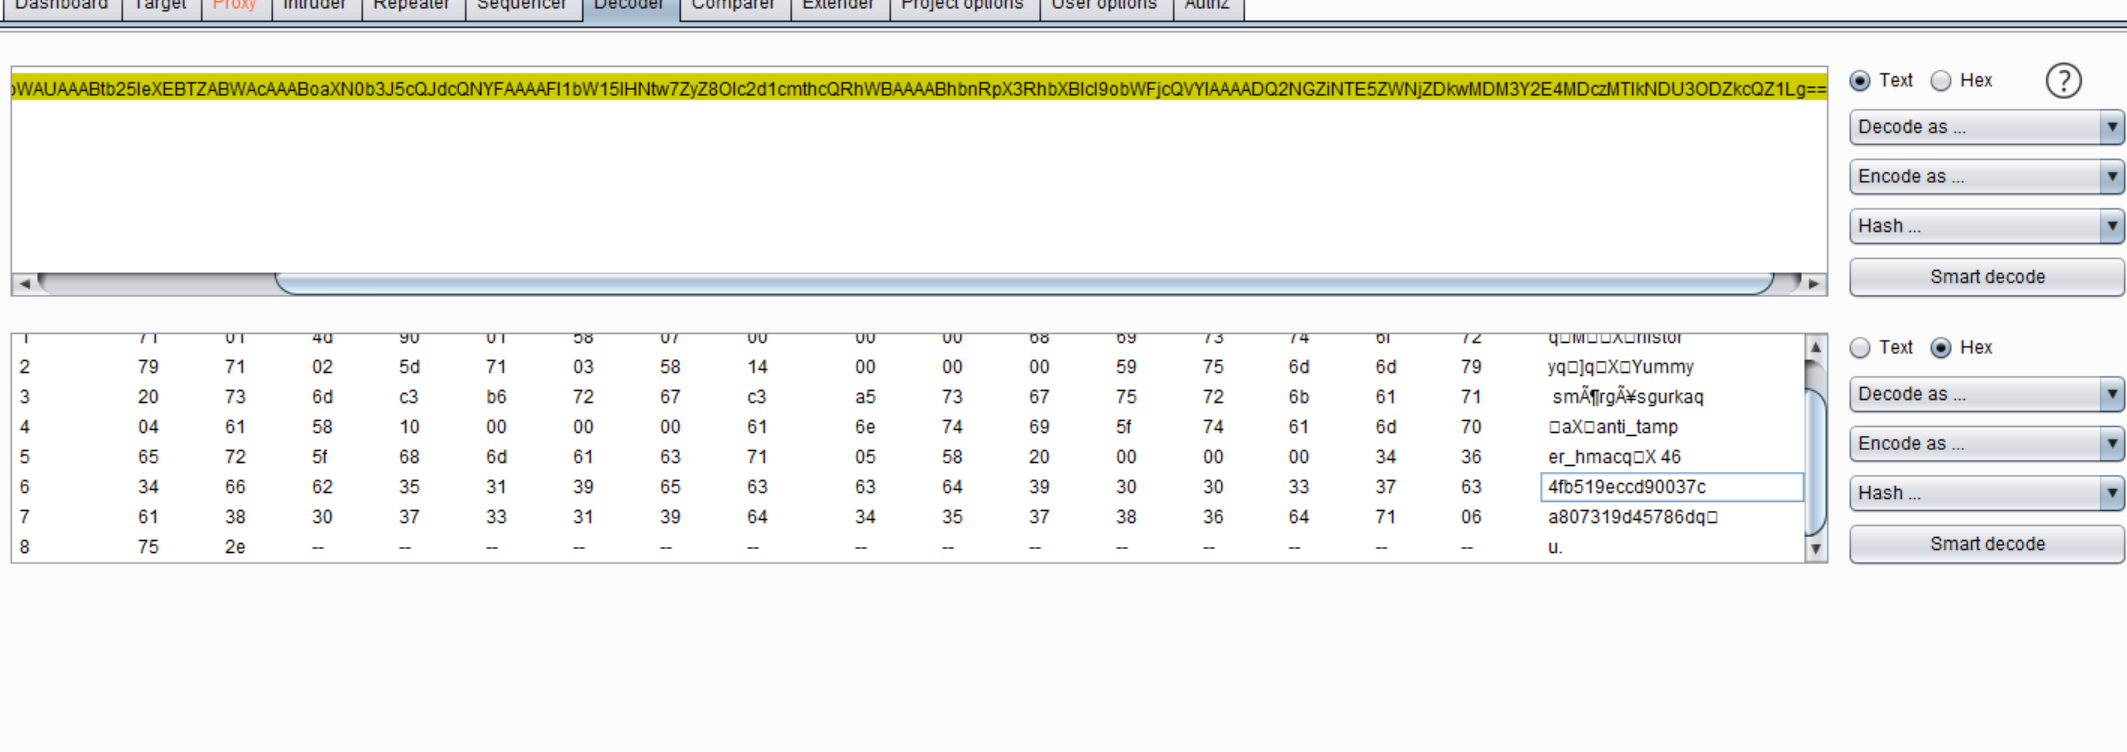 Dashboard Target Proxy Intruder Repeater Sequencer Decoder Comparer Extender Project options User options Authz
Text Hex ?
Decode as ...
Encode as ...
Hash ...
Smart decode
1 71 01 4d 90 01 58 07 00 00 00 68 69 73 74 6f 72 q□M□□X□histor
2 79 71 02 5d 71 03 58 14 00 00 00 59 75 6d 6d 79 yq□]q□X□Yummy
3 20 73 6d c3 b6 72 67 c3 a5 73 67 75 72 6b 61 71 smÃ¶rgÃ¥sgurkaq
4 04 61 58 10 00 00 00 61 6e 74 69 5f 74 61 6d 70 □aX□anti_tamp
5 65 72 5f 68 6d 61 63 71 05 58 20 00 00 00 34 36 er_hmacq□X 46
6 34 66 62 35 31 39 65 63 63 64 39 30 30 33 37 63 4fb519eccd90037c
7 61 38 30 37 33 31 39 64 34 35 37 38 36 64 71 06 a807319d45786dq□
8 75 2e -- -- -- -- -- -- -- -- -- -- -- -- -- -- u.
Text Hex
Decode as ...
Encode as ...
Hash ...
Smart decode